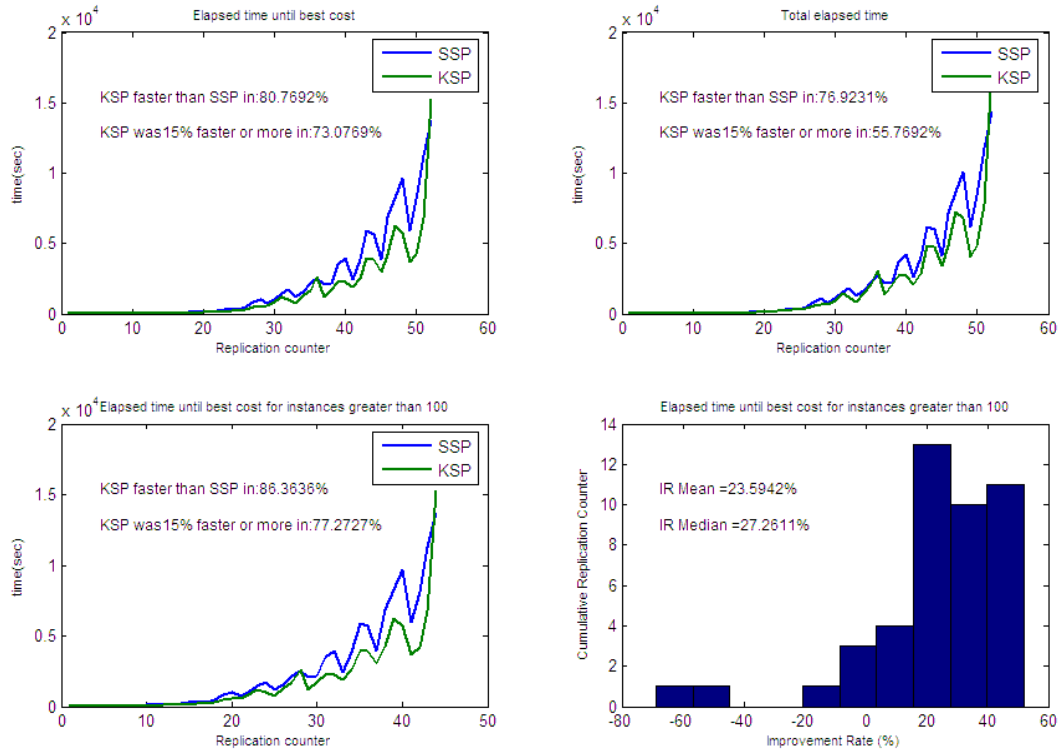 Elapsed time until best cost
x 10^4
2
1.5
1
0.5
0
0 10 20 30 40 50 60
time(sec)
Replication counter
SSP
KSP
KSP faster than SSP in:80.7692%
KSP was15% faster or more in:73.0769%
Total elapsed time
x 10^4
2
1.5
1
0.5
0
0 10 20 30 40 50 60
time(sec)
Replication counter
SSP
KSP
KSP faster than SSP in:76.9231%
KSP was15% faster or more in:55.7692%
Elapsed time until best cost for instances greater than 100
x 10^4
2
1.5
1
0.5
0
0 10 20 30 40 50
time(sec)
Replication counter
SSP
KSP
KSP faster than SSP in:86.3636%
KSP was15% faster or more in:77.2727%
Elapsed time until best cost for instances greater than 100
14
12
10
8
6
4
2
0
-80 -60 -40 -20 0 20 40 60
Cumulative Replication Counter
Improvement Rate (%)
IR Mean =23.5942%
IR Median =27.2611%